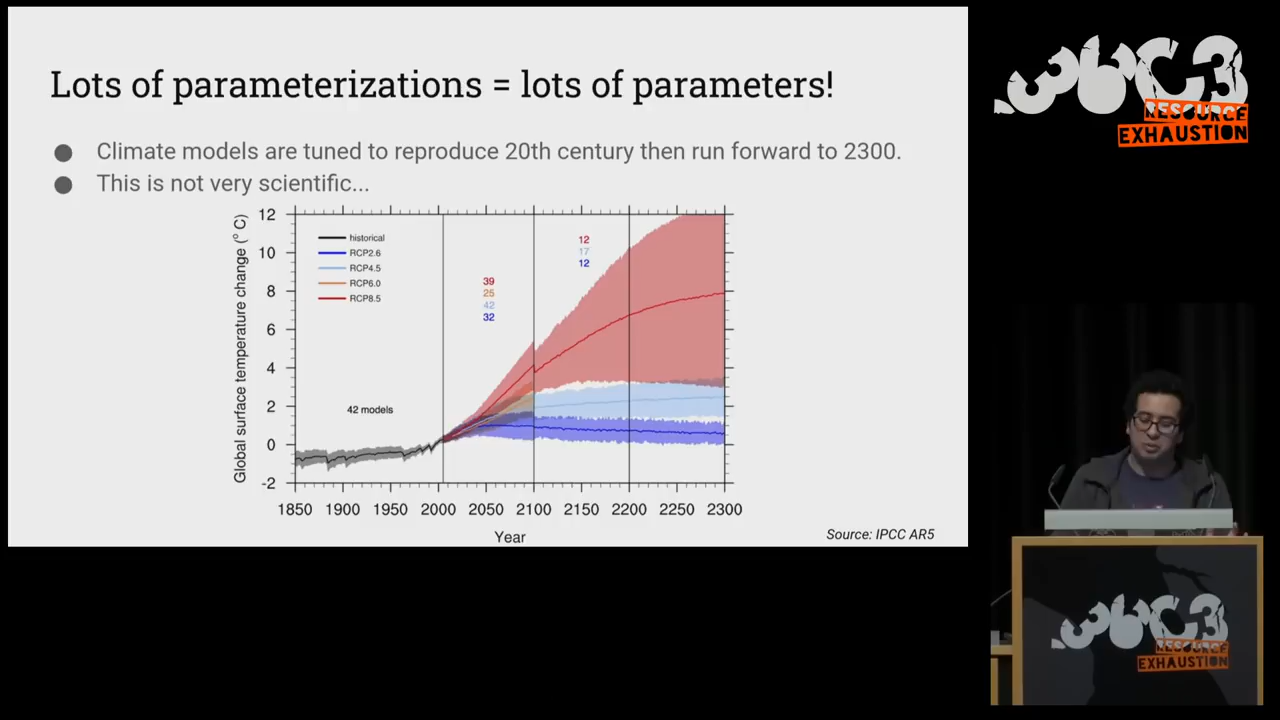 Lots of parameterizations = lots of parameters!
● Climate models are tuned to reproduce 20th century then run forward to 2300.
● This is not very scientific...
Global surface temperature change (° C)
12
10
8
6
4
2
0
-2
historical
RCP2.6
RCP4.5
RCP6.0
RCP8.5
39
25
42
32
12
17
12
42 models
1850 1900 1950 2000 2050 2100 2150 2200 2250 2300
Year
Source: IPCC AR5
36C3
RESOURCE
EXHAUSTION
36C3
RESOURCE
EXHAUSTION